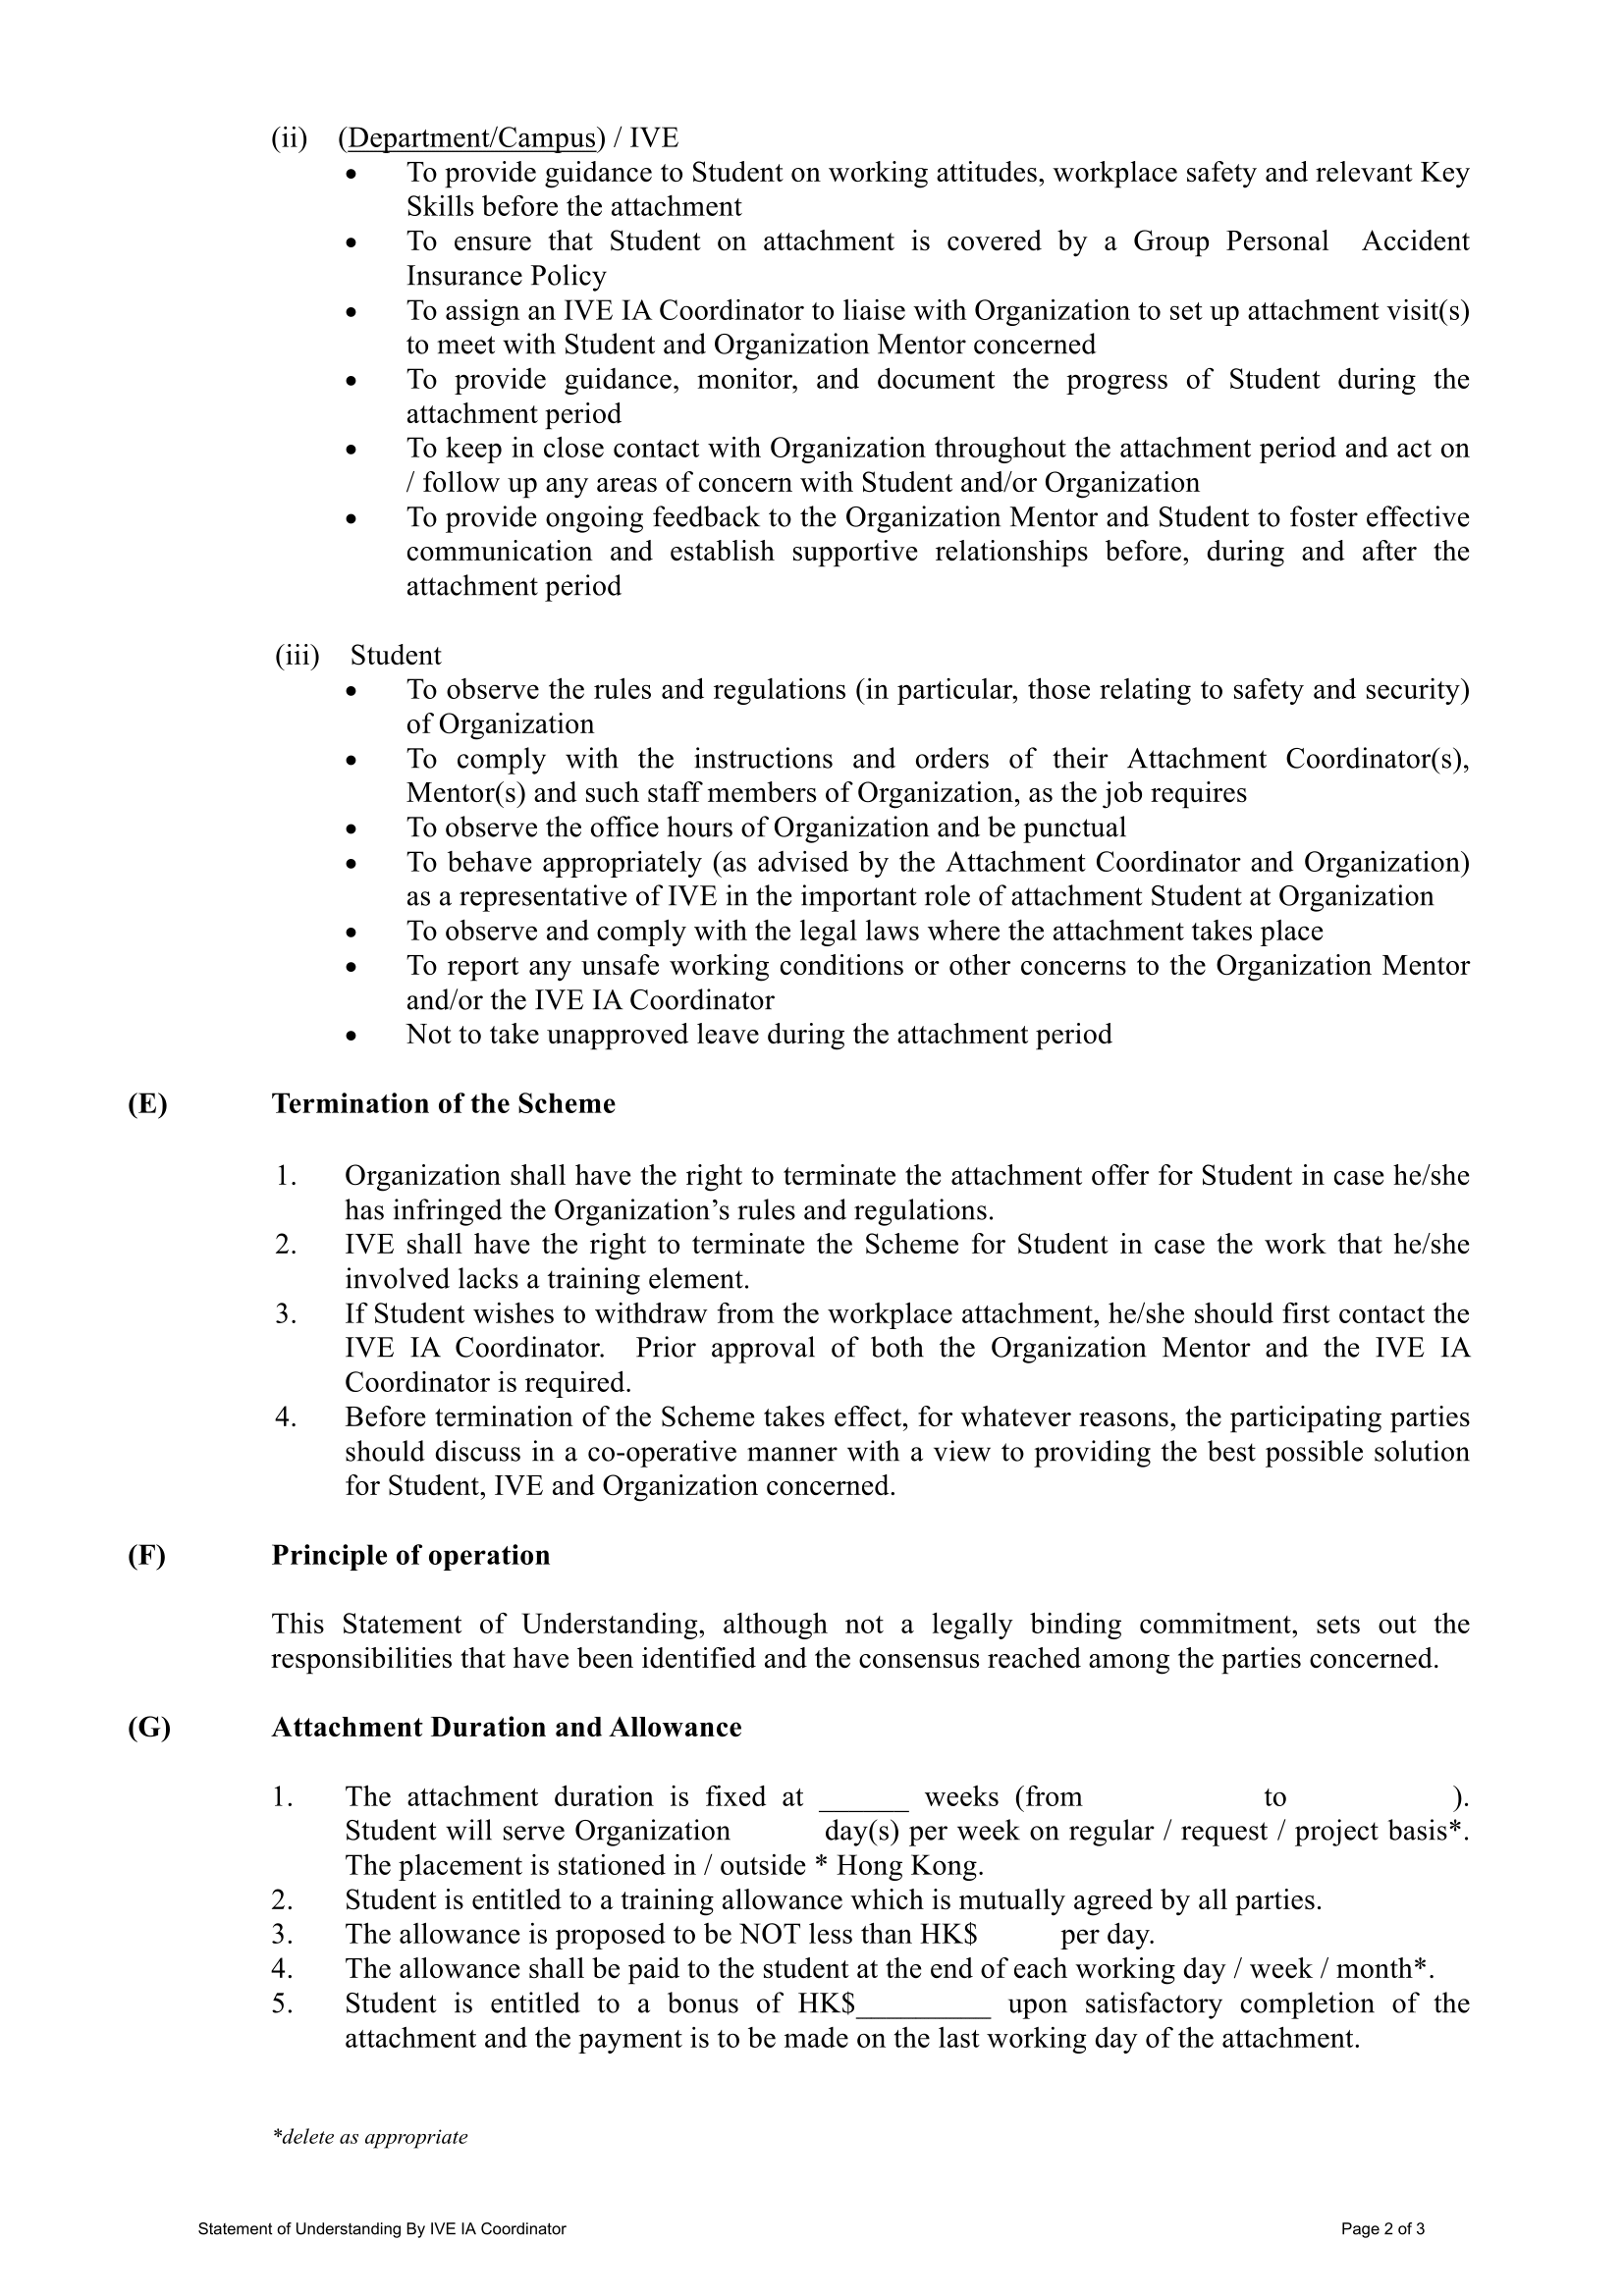 (ii) (Department/Campus) / IVE
• To provide guidance to Student on working attitudes, workplace safety and relevant Key
Skills before the attachment
• To ensure that Student on attachment is covered by a Group Personal Accident
Insurance Policy
• To assign an IVE IA Coordinator to liaise with Organization to set up attachment visit(s)
to meet with Student and Organization Mentor concerned
• To provide guidance, monitor, and document the progress of Student during the
attachment period
• To keep in close contact with Organization throughout the attachment period and act on
/ follow up any areas of concern with Student and/or Organization
• To provide ongoing feedback to the Organization Mentor and Student to foster effective
communication and establish supportive relationships before, during and after the
attachment period
(iii) Student
• To observe the rules and regulations (in particular, those relating to safety and security)
of Organization
• To comply with the instructions and orders of their Attachment Coordinator(s),
Mentor(s) and such staff members of Organization, as the job requires
• To observe the office hours of Organization and be punctual
• To behave appropriately (as advised by the Attachment Coordinator and Organization)
as a representative of IVE in the important role of attachment Student at Organization
• To observe and comply with the legal laws where the attachment takes place
• To report any unsafe working conditions or other concerns to the Organization Mentor
and/or the IVE IA Coordinator
• Not to take unapproved leave during the attachment period
(E) Termination of the Scheme
1. Organization shall have the right to terminate the attachment offer for Student in case he/she
has infringed the Organization’s rules and regulations.
2. IVE shall have the right to terminate the Scheme for Student in case the work that he/she
involved lacks a training element.
3. If Student wishes to withdraw from the workplace attachment, he/she should first contact the
IVE IA Coordinator. Prior approval of both the Organization Mentor and the IVE IA
Coordinator is required.
4. Before termination of the Scheme takes effect, for whatever reasons, the participating parties
should discuss in a co-operative manner with a view to providing the best possible solution
for Student, IVE and Organization concerned.
(F) Principle of operation
This Statement of Understanding, although not a legally binding commitment, sets out the
responsibilities that have been identified and the consensus reached among the parties concerned.
(G) Attachment Duration and Allowance
1. The attachment duration is fixed at ______ weeks (from to ).
Student will serve Organization day(s) per week on regular / request / project basis*.
The placement is stationed in / outside * Hong Kong.
2. Student is entitled to a training allowance which is mutually agreed by all parties.
3. The allowance is proposed to be NOT less than HK$ per day.
4. The allowance shall be paid to the student at the end of each working day / week / month*.
5. Student is entitled to a bonus of HK$_________ upon satisfactory completion of the
attachment and the payment is to be made on the last working day of the attachment.
*delete as appropriate
Statement of Understanding By IVE IA Coordinator Page 2 of 3